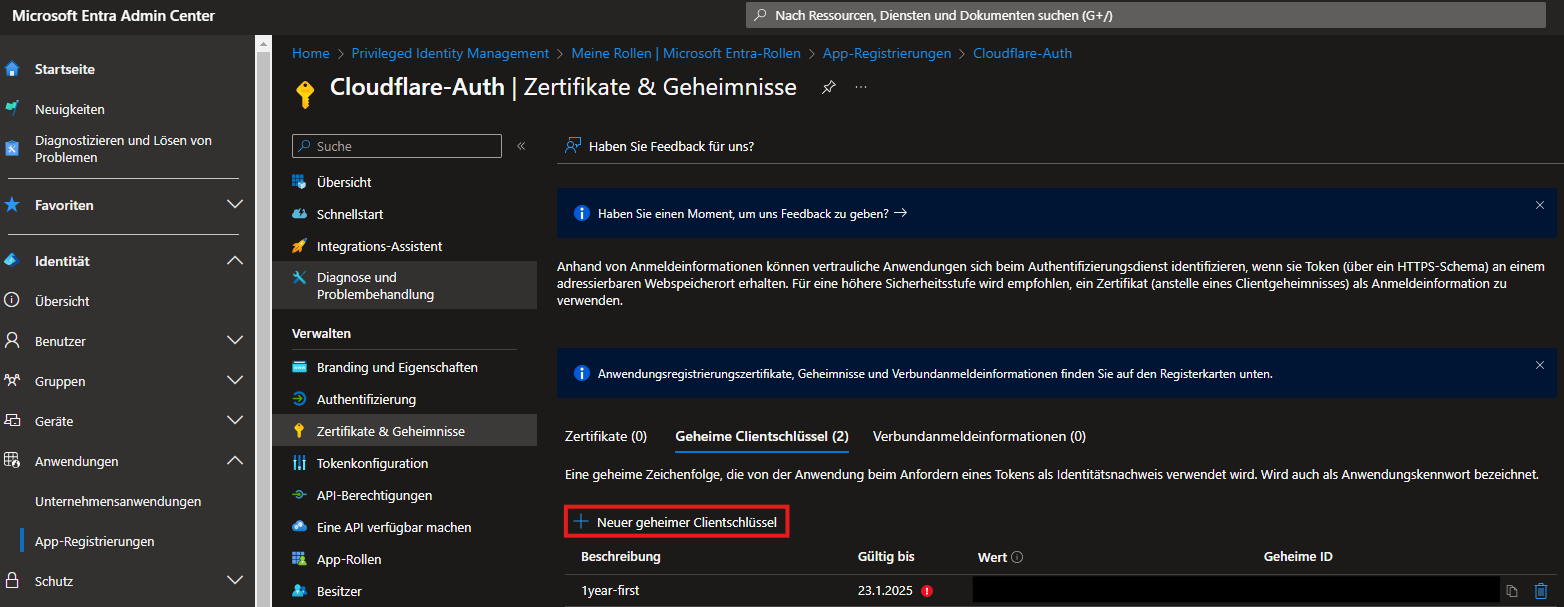 Microsoft Entra Admin Center
Nach Ressourcen, Diensten und Dokumenten suchen (G+/)
Startseite
Neuigkeiten
Diagnostizieren und Lösen von
Problemen
Favoriten
Identität
Übersicht
Benutzer
Gruppen
Geräte
Anwendungen
Unternehmensanwendungen
App-Registrierungen
Schutz
Home > Privileged Identity Management > Meine Rollen | Microsoft Entra-Rollen > App-Registrierungen > Cloudflare-Auth
Cloudflare-Auth | Zertifikate & Geheimnisse
Suche
Übersicht
Schnellstart
Integrations-Assistent
Diagnose und
Problembehandlung
Verwalten
Branding und Eigenschaften
Authentifizierung
Zertifikate & Geheimnisse
Tokenkonfiguration
API-Berechtigungen
Eine API verfügbar machen
App-Rollen
Besitzer
Haben Sie Feedback für uns?
Haben Sie einen Moment, um uns Feedback zu geben? →
Anhand von Anmeldeinformationen können vertrauliche Anwendungen sich beim Authentifizierungsdienst identifizieren, wenn sie Token (über ein HTTPS-Schema) an einem
adressierbaren Webspeicherort erhalten. Für eine höhere Sicherheitsstufe wird empfohlen, ein Zertifikat (anstelle eines Clientgeheimnisses) als Anmeldeinformation zu
verwenden.
Anwendungsregistrierungszertifikate, Geheimnisse und Verbundanmeldeinformationen finden Sie auf den Registerkarten unten.
Zertifikate (0) Geheime Clientschlüssel (2) Verbundanmeldeinformationen (0)
Eine geheime Zeichenfolge, die von der Anwendung beim Anfordern eines Tokens als Identitätsnachweis verwendet wird. Wird auch als Anwendungskennwort bezeichnet.
+ Neuer geheimer Clientschlüssel
Beschreibung Gültig bis Wert Geheime ID
1year-first 23.1.2025